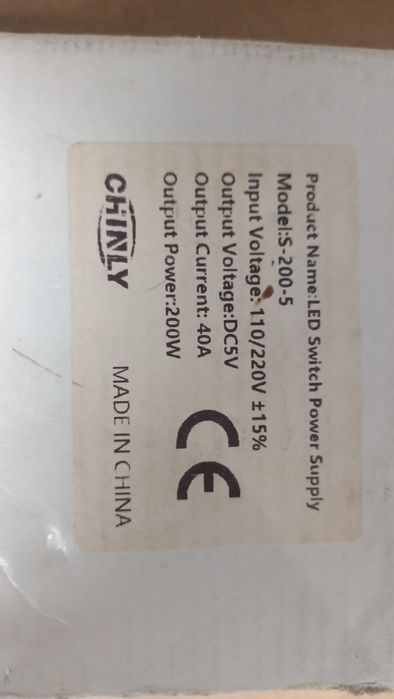 Product Name:LED Switch Power Supply
Model:S-200-5
Input Voltage: 110/220V ±15%
Output Voltage:DC5V
Output Current: 40A
Output Power:200W
CE
CHINLY
MADE IN CHINA